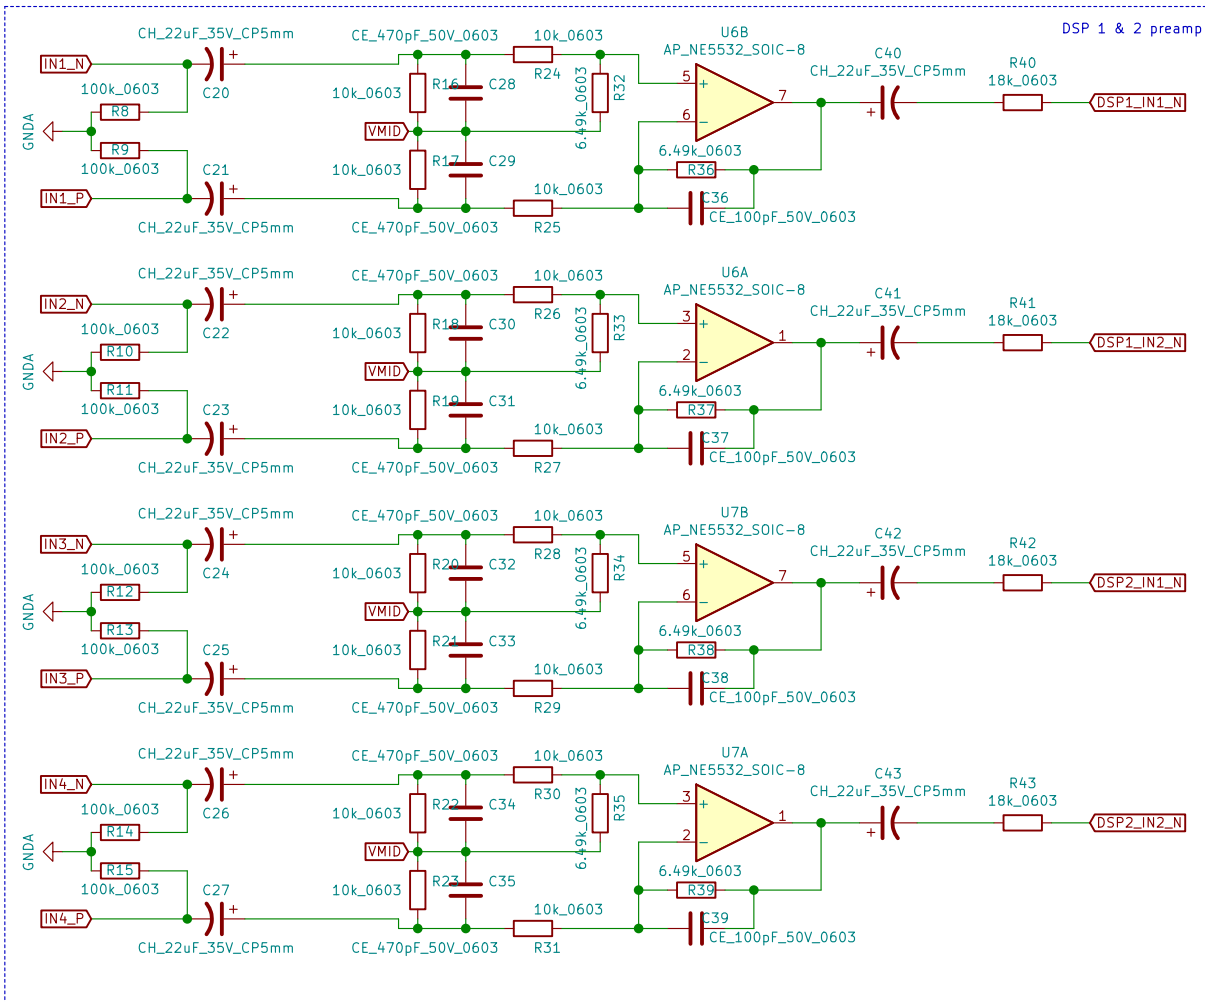 DSP 1 & 2 preamp
CH_22uF_35V_CP5mm
CE_470pF_50V_0603
10k_0603
U6B
AP_NE5532_SOIC-8
C40
CH_22uF_35V_CP5mm
R40
18k_0603
IN1_N
+
C20
100k_0603
R8
R16
10k_0603
C28
R24
R32
6.49k_0603
5
+
7
6
−
+
DSP1_IN1_N
GNDA
VMID
R9
100k_0603
C21
+
IN1_P
CH_22uF_35V_CP5mm
R17
10k_0603
C29
10k_0603
R25
CE_470pF_50V_0603
6.49k_0603
R36
C36
CE_100pF_50V_0603
CH_22uF_35V_CP5mm
CE_470pF_50V_0603
10k_0603
U6A
AP_NE5532_SOIC-8
C41
CH_22uF_35V_CP5mm
R41
18k_0603
IN2_N
+
C22
100k_0603
R10
R18
10k_0603
C30
R26
R33
6.49k_0603
3
+
1
2
−
+
DSP1_IN2_N
GNDA
VMID
R11
100k_0603
C23
+
IN2_P
CH_22uF_35V_CP5mm
R19
10k_0603
C31
10k_0603
R27
CE_470pF_50V_0603
6.49k_0603
R37
C37
CE_100pF_50V_0603
CH_22uF_35V_CP5mm
CE_470pF_50V_0603
10k_0603
U7B
AP_NE5532_SOIC-8
C42
CH_22uF_35V_CP5mm
R42
18k_0603
IN3_N
+
C24
100k_0603
R12
R20
10k_0603
C32
R28
R34
6.49k_0603
5
+
7
6
−
+
DSP2_IN1_N
GNDA
VMID
R13
100k_0603
C25
+
IN3_P
CH_22uF_35V_CP5mm
R21
10k_0603
C33
10k_0603
R29
CE_470pF_50V_0603
6.49k_0603
R38
C38
CE_100pF_50V_0603
CH_22uF_35V_CP5mm
CE_470pF_50V_0603
10k_0603
U7A
AP_NE5532_SOIC-8
C43
CH_22uF_35V_CP5mm
R43
18k_0603
IN4_N
+
C26
100k_0603
R14
R22
10k_0603
C34
R30
R35
6.49k_0603
3
+
1
2
−
+
DSP2_IN2_N
GNDA
VMID
R15
100k_0603
C27
+
IN4_P
CH_22uF_35V_CP5mm
R23
10k_0603
C35
10k_0603
R31
CE_470pF_50V_0603
6.49k_0603
R39
C39
CE_100pF_50V_0603